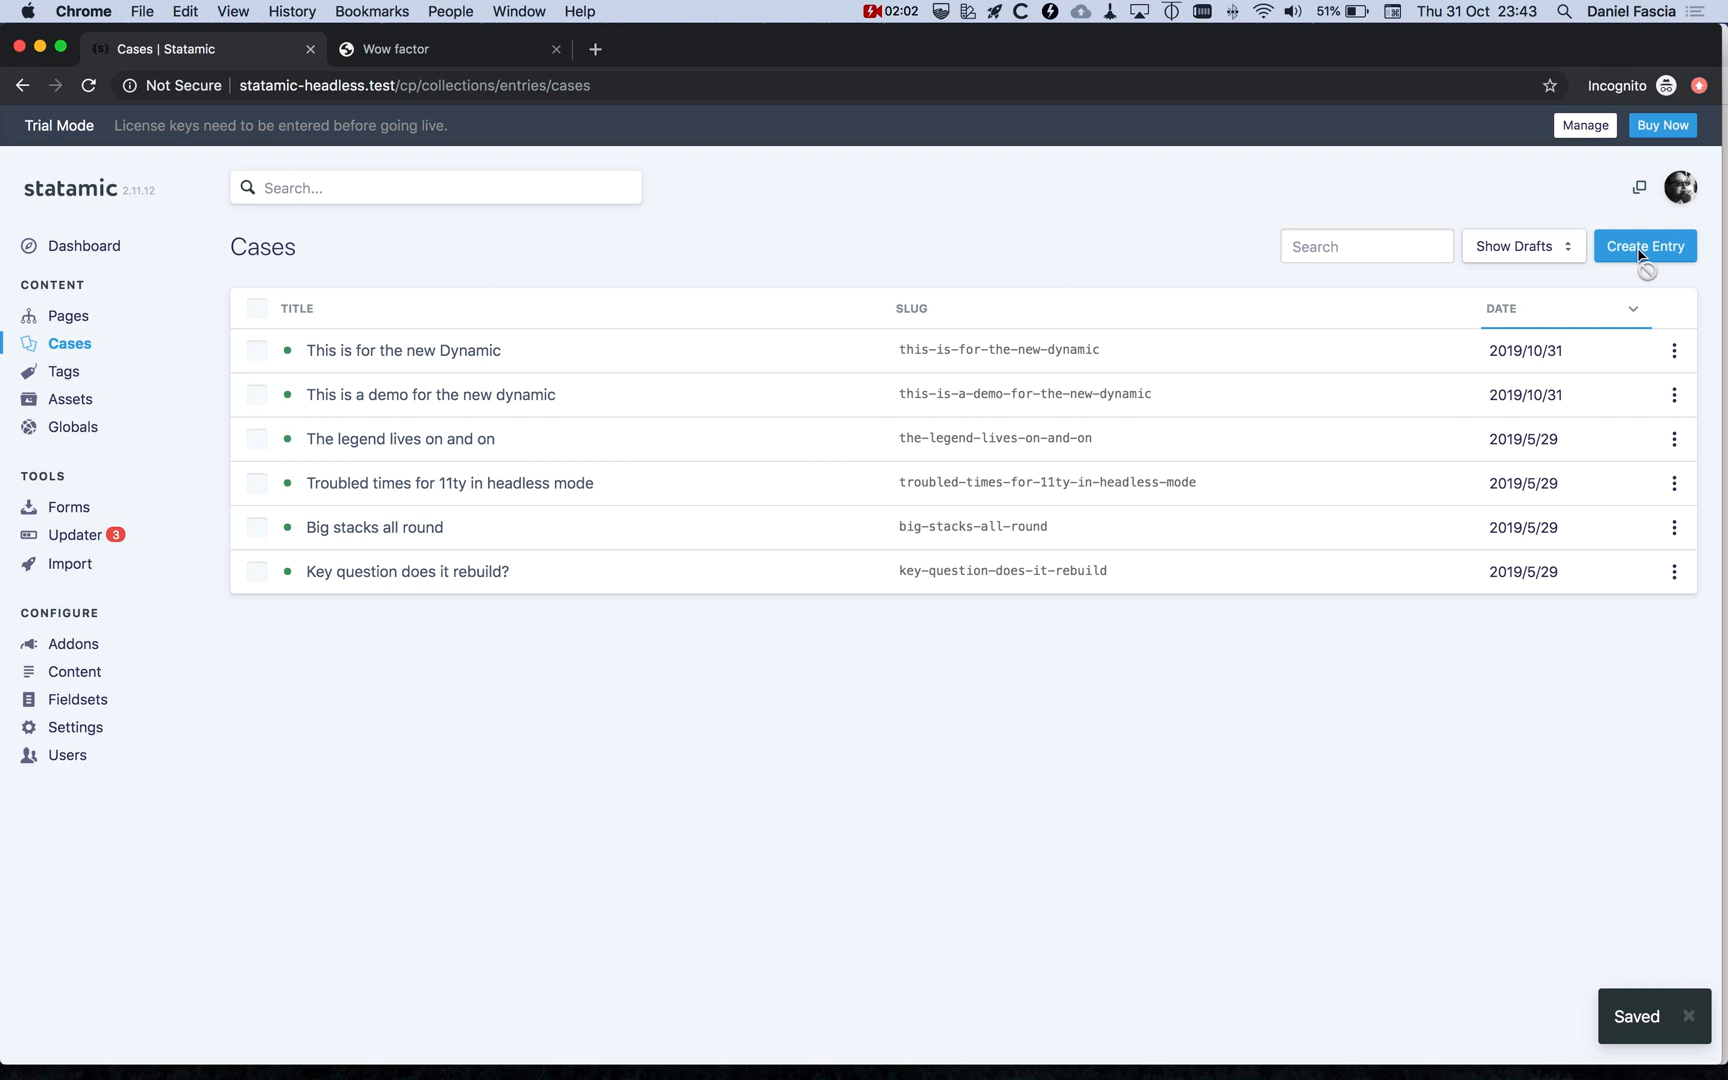 Chrome File Edit View History Bookmarks People Window Help 02:02 51% Thu 31 Oct 23:43 Daniel Fascia
Cases | Statamic Wow factor
Not Secure statamic-headless.test/cp/collections/entries/cases Incognito
Trial Mode License keys need to be entered before going live. Manage Buy Now
statamic 2.11.12 Search...
Dashboard Cases Search Show Drafts Create Entry
CONTENT
Pages
Cases
Tags
Assets
Globals
TOOLS
Forms
Updater 3
Import
CONFIGURE
Addons
Content
Fieldsets
Settings
Users
TITLE SLUG DATE
This is for the new Dynamic this-is-for-the-new-dynamic 2019/10/31
This is a demo for the new dynamic this-is-a-demo-for-the-new-dynamic 2019/10/31
The legend lives on and on the-legend-lives-on-and-on 2019/5/29
Troubled times for 11ty in headless mode troubled-times-for-11ty-in-headless-mode 2019/5/29
Big stacks all round big-stacks-all-round 2019/5/29
Key question does it rebuild? key-question-does-it-rebuild 2019/5/29
Saved